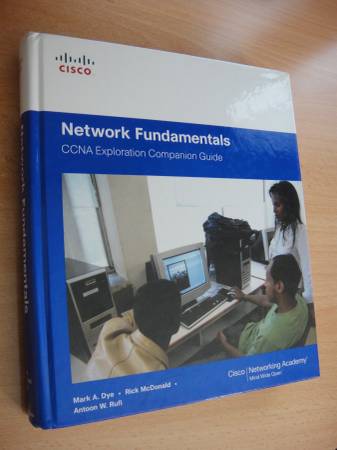 CISCO
Network Fundamentals
CCNA Exploration Companion Guide
Network Fundamentals
Mark A. Dye • Rick McDonald •
Antoon W. Rufi
Cisco | Networking Academy®
Mind Wide Open